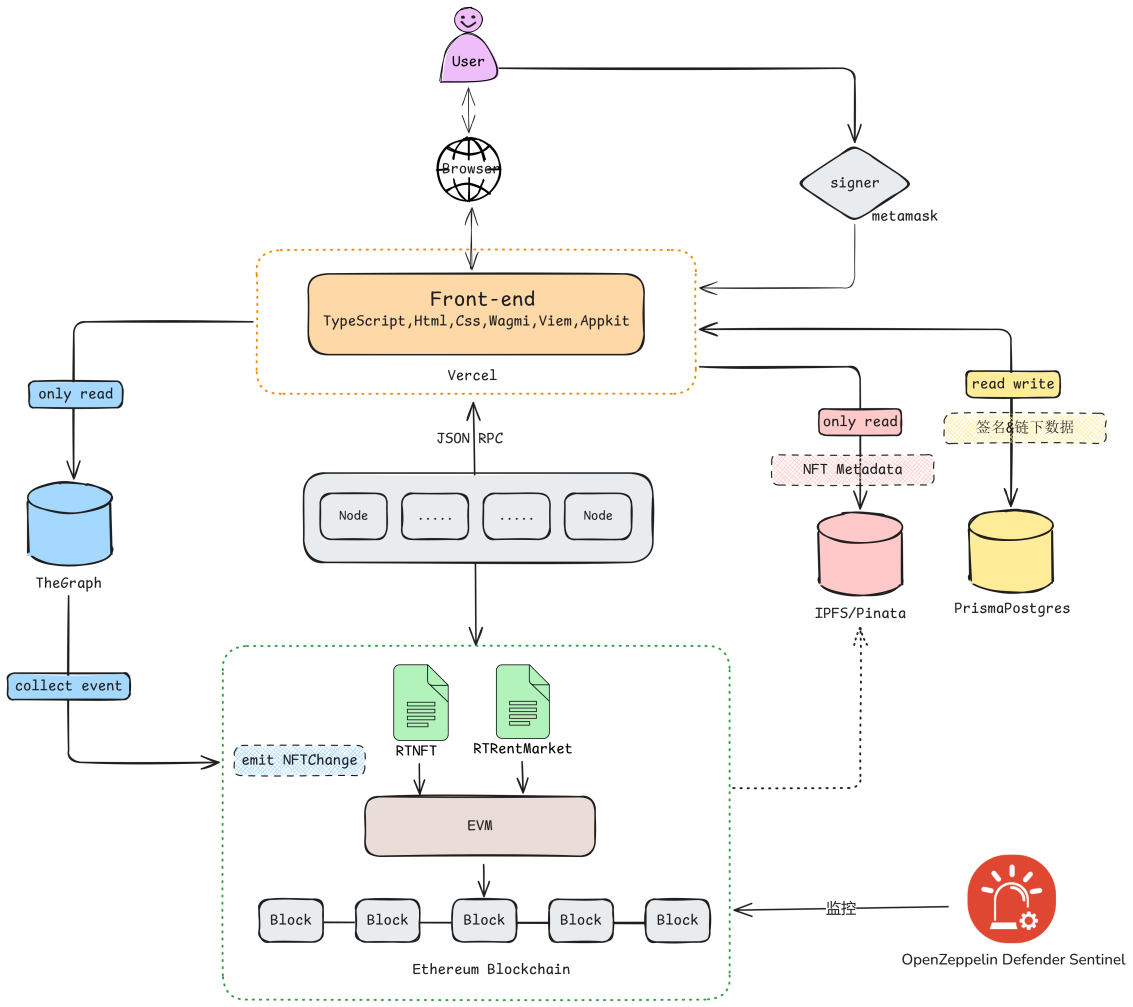 User
Browser
signer
metamask
Front-end
TypeScript,Html,Css,Wagmi,Viem,Appkit
Vercel
only read
read write
签名&链下数据
only read
NFT Metadata
JSON RPC
Node
.....
.....
Node
TheGraph
IPFS/Pinata
PrismaPostgres
collect event
RTNFT
RTRentMarket
emit NFTChange
EVM
Block
Block
Block
Block
Block
Ethereum Blockchain
监控
OpenZeppelin Defender Sentinel